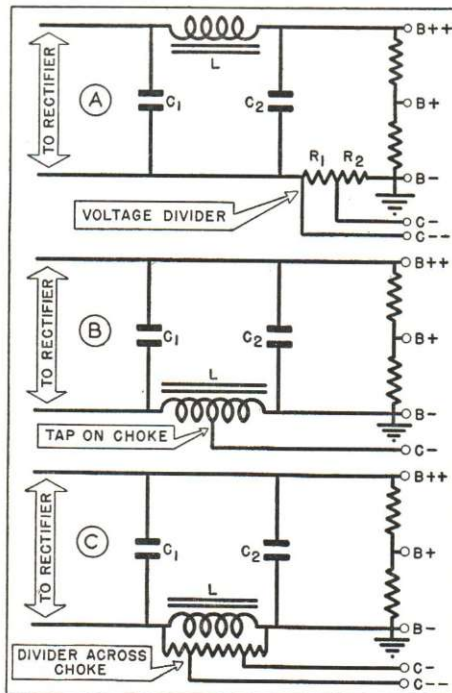 L
B++
TO RECTIFIER
A
C1
C2
B+
R1 R2
B-
VOLTAGE DIVIDER
C-
C--
B++
TO RECTIFIER
B
C1
C2
B+
L
B-
TAP ON CHOKE
C-
B++
TO RECTIFIER
C
C1
C2
B+
L
B-
DIVIDER ACROSS
CHOKE
C-
C--